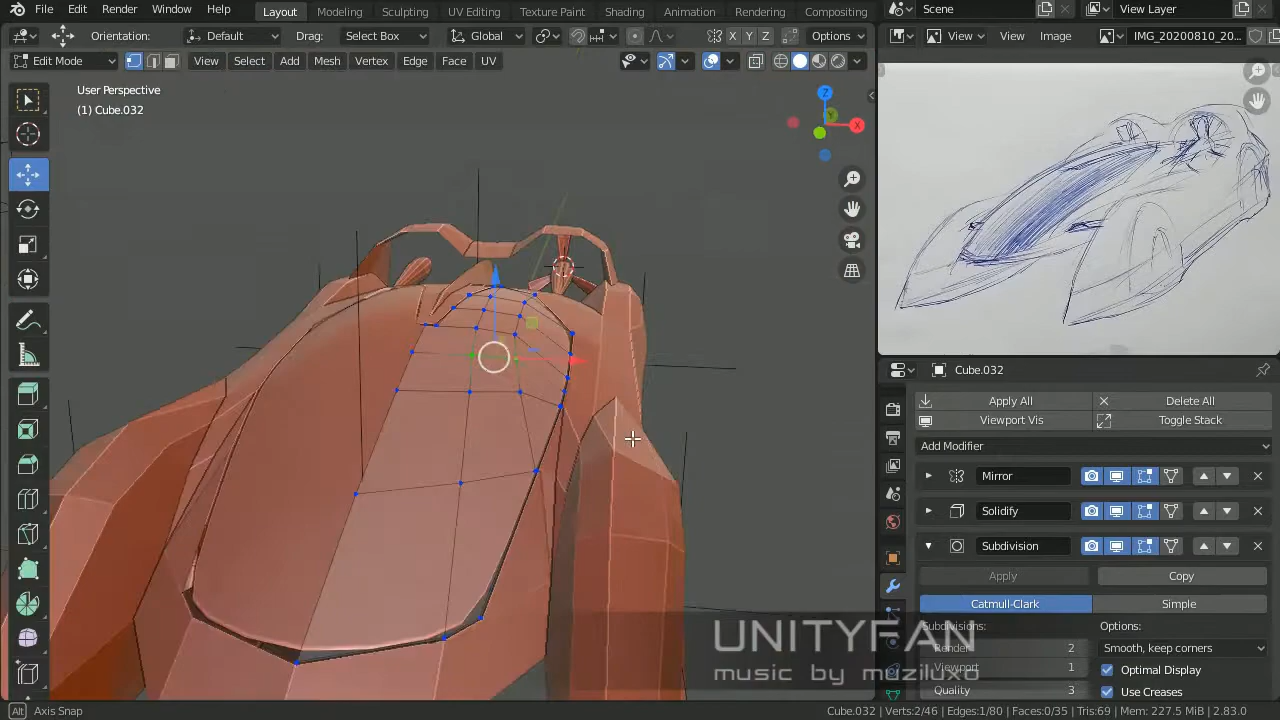 File Edit Render Window Help Layout Modeling Sculpting UV Editing Texture Paint Shading Animation Rendering Compositing Scene View Layer
Orientation: Default Drag: Select Box Global X Y Z Options View View Image IMG_20200810_20...
Edit Mode View Select Add Mesh Vertex Edge Face UV
User Perspective
(1) Cube.032
Z
Y
X
Cube.032
Apply All Delete All
Viewport Vis Toggle Stack
Add Modifier
Mirror
Solidify
Subdivision
Apply Copy
Catmull-Clark Simple
Subdivisions: Options:
Render 2 Smooth, keep corners
Viewport 1 Optimal Display
Quality 3 Use Creases
UNITYFAN
music by muziluxo
Alt Axis Snap Cube.032 | Verts:2/46 | Edges:1/80 | Faces:0/35 | Tris:69 | Mem: 227.5 MiB | 2.83.0